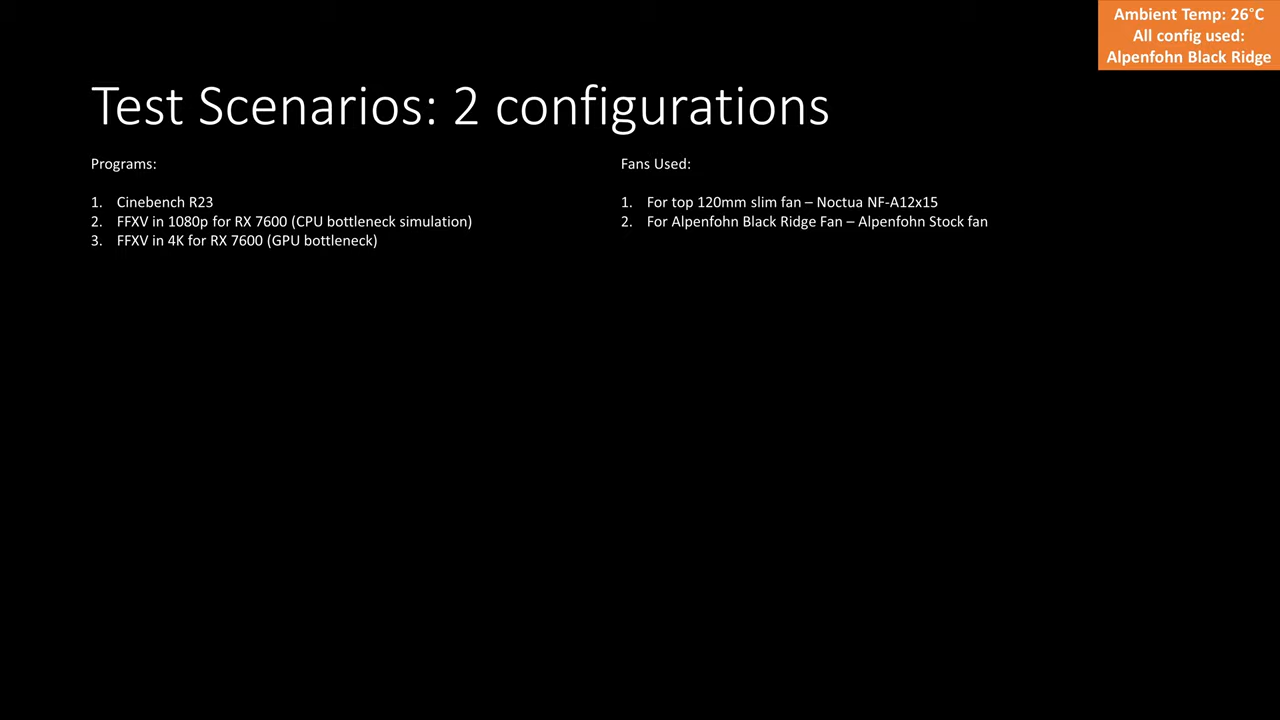 Ambient Temp: 26°C
All config used:
Alpenfohn Black Ridge
Test Scenarios: 2 configurations
Programs:
1. Cinebench R23
2. FFXV in 1080p for RX 7600 (CPU bottleneck simulation)
3. FFXV in 4K for RX 7600 (GPU bottleneck)
Fans Used:
1. For top 120mm slim fan – Noctua NF-A12x15
2. For Alpenfohn Black Ridge Fan – Alpenfohn Stock fan